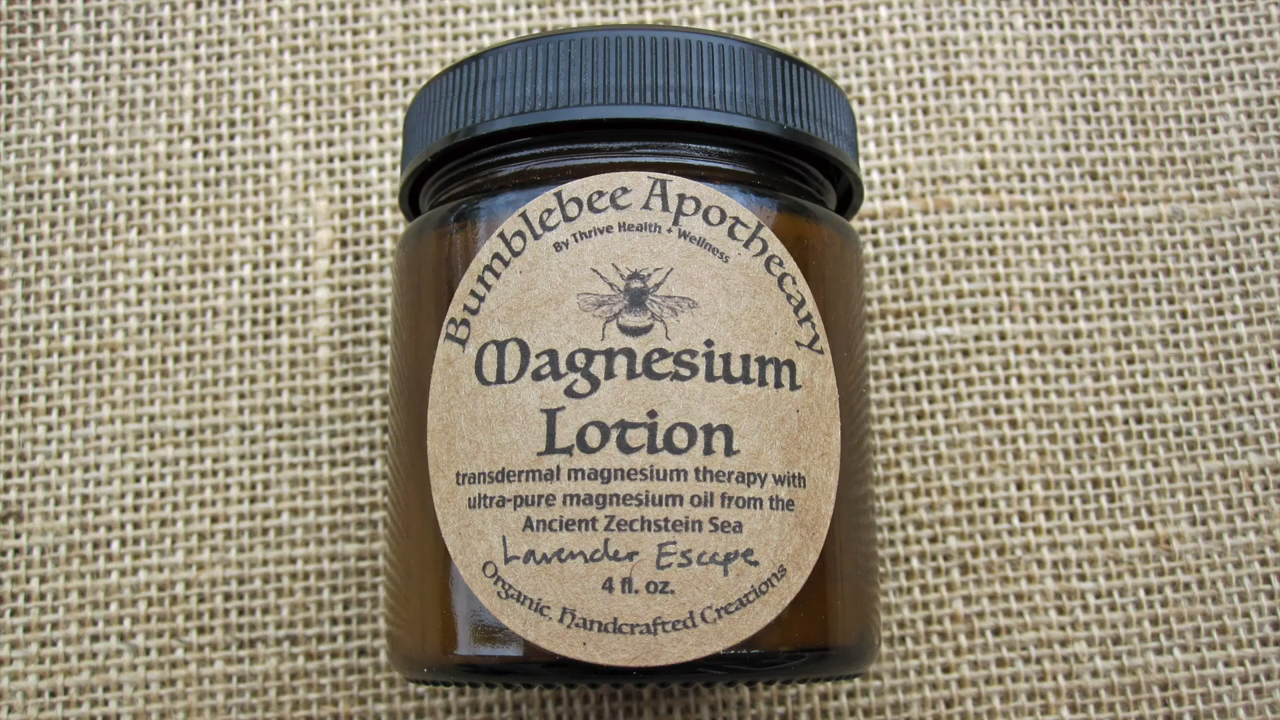 Bumblebee Apothecary
By Thrive Health + Wellness
Magnesium
Lotion
transdermal magnesium therapy with
ultra-pure magnesium oil from the
Ancient Zechstein Sea
Lavender Escape
4 fl. oz.
Organic, Handcrafted Creations